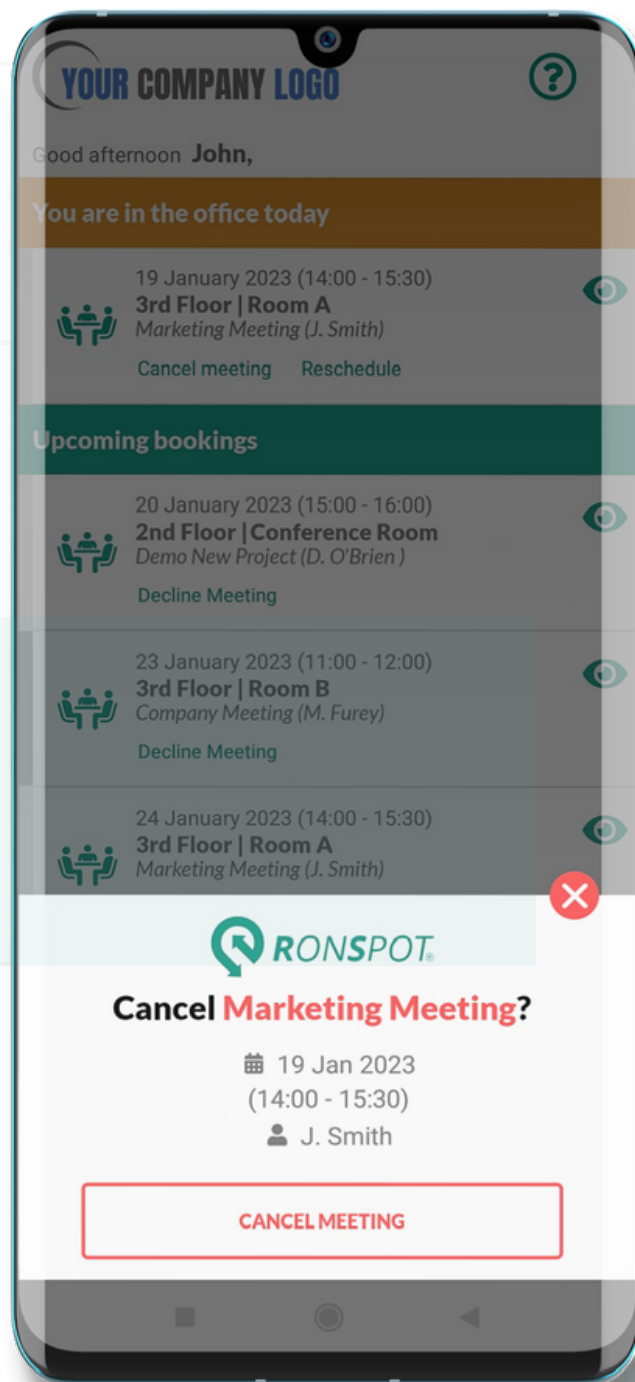 YOUR COMPANY LOGO
?
Good afternoon John,
You are in the office today
19 January 2023 (14:00 - 15:30)
3rd Floor | Room A
Marketing Meeting (J. Smith)
Cancel meeting Reschedule
Upcoming bookings
20 January 2023 (15:00 - 16:00)
2nd Floor | Conference Room
Demo New Project (D. O'Brien )
Decline Meeting
23 January 2023 (11:00 - 12:00)
3rd Floor | Room B
Company Meeting (M. Furey)
Decline Meeting
24 January 2023 (14:00 - 15:30)
3rd Floor | Room A
Marketing Meeting (J. Smith)
RONSPOT®
Cancel Marketing Meeting?
19 Jan 2023
(14:00 - 15:30)
J. Smith
CANCEL MEETING